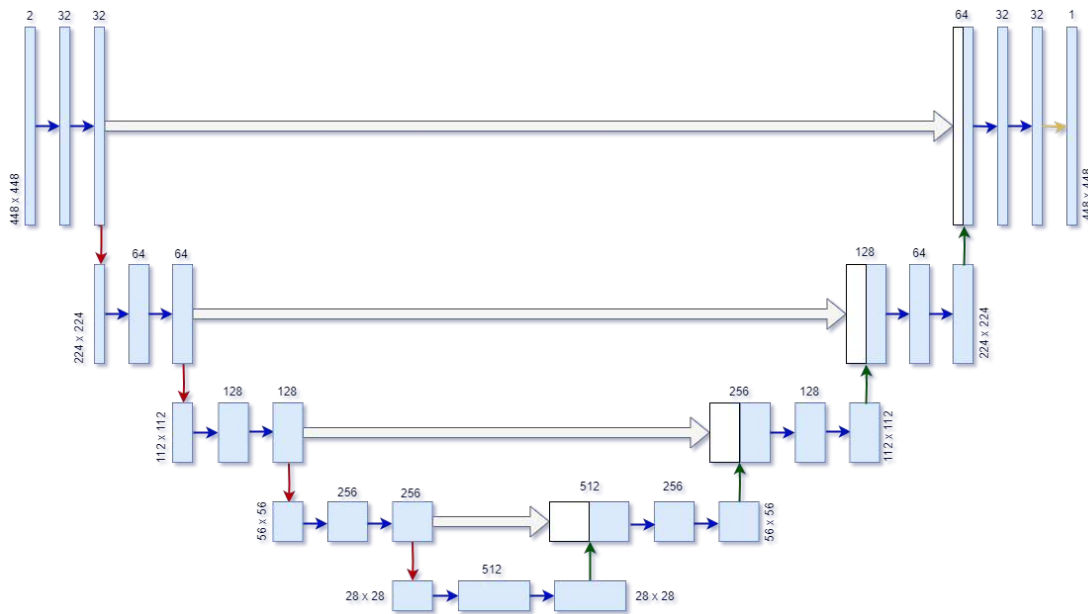 2 32 32 64 32 32 1
448 x 448
448 x 448
64 64 128 64
224 x 224
224 x 224
128 128 256 128
112 x 112
112 x 112
256 256 512 256
56 x 56
56 x 56
512
28 x 28 28 x 28